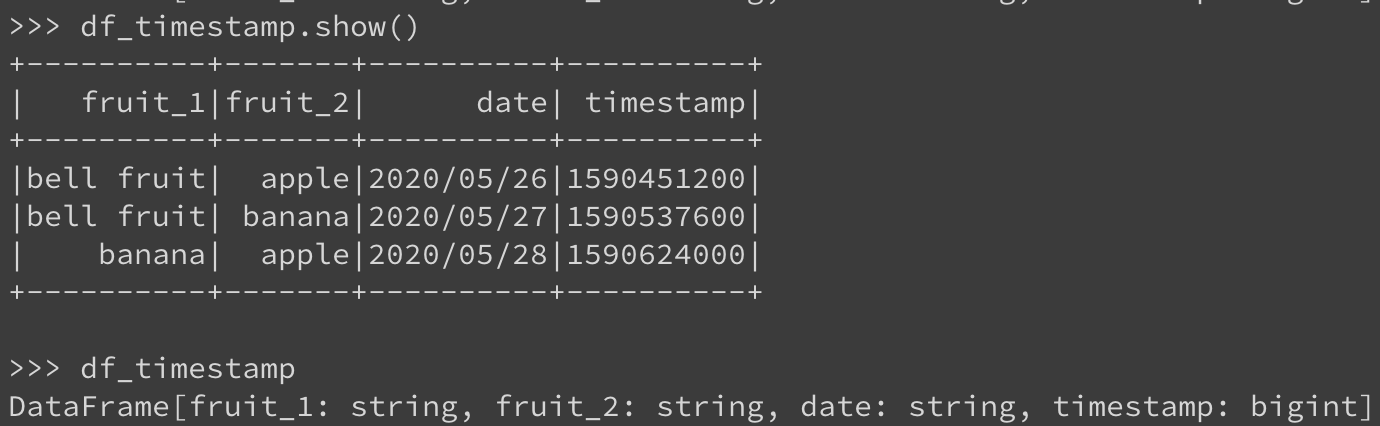 >>> df_timestamp.show()
+----------+-------+----------+----------+
|   fruit_1|fruit_2|      date| timestamp|
+----------+-------+----------+----------+
|bell fruit|  apple|2020/05/26|1590451200|
|bell fruit| banana|2020/05/27|1590537600|
|    banana|  apple|2020/05/28|1590624000|
+----------+-------+----------+----------+
>>> df_timestamp
DataFrame[fruit_1: string, fruit_2: string, date: string, timestamp: bigint]